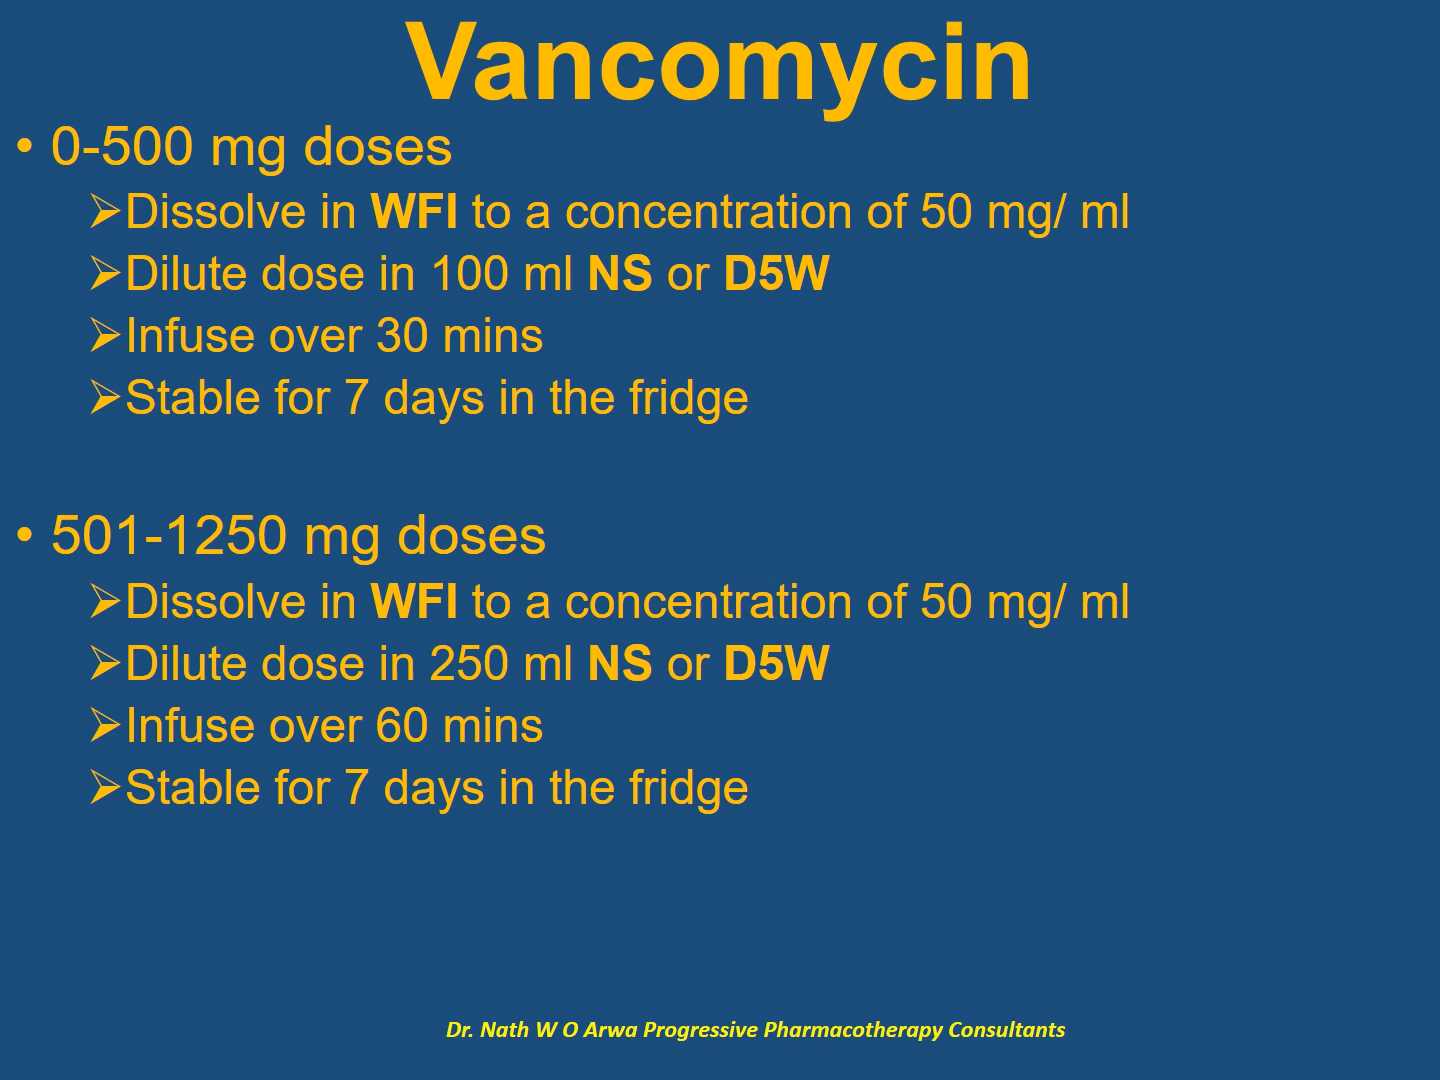 Vancomycin
• 0-500 mg doses
➢Dissolve in WFI to a concentration of 50 mg/ ml
➢Dilute dose in 100 ml NS or D5W
➢Infuse over 30 mins
➢Stable for 7 days in the fridge
• 501-1250 mg doses
➢Dissolve in WFI to a concentration of 50 mg/ ml
➢Dilute dose in 250 ml NS or D5W
➢Infuse over 60 mins
➢Stable for 7 days in the fridge
Dr. Nath W O Arwa Progressive Pharmacotherapy Consultants